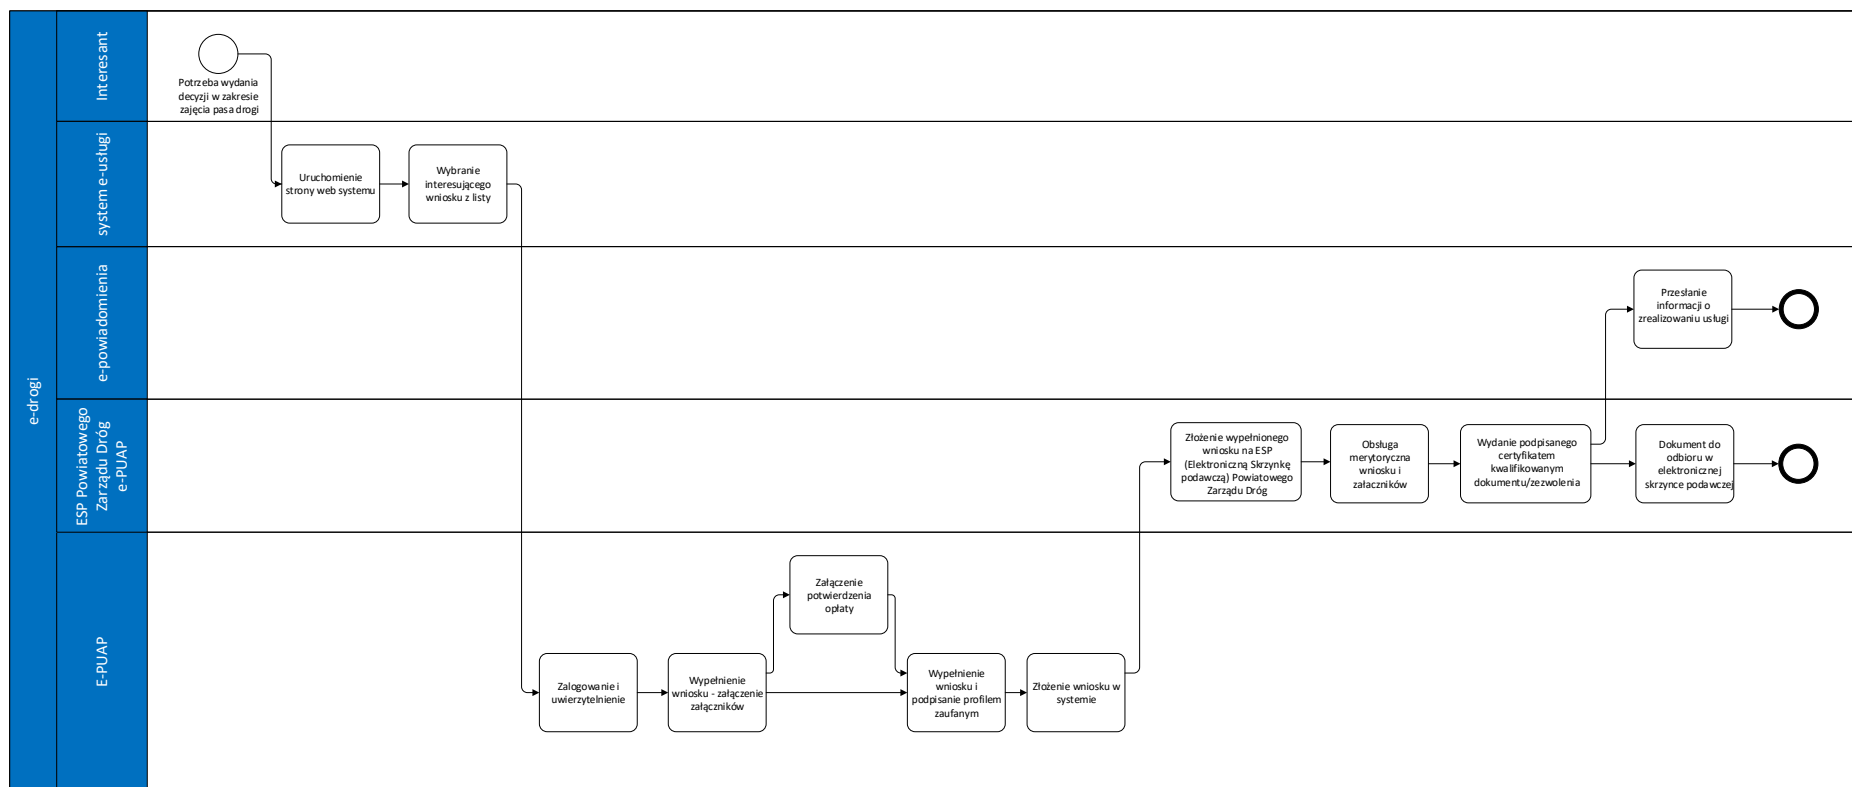 e-drogi
Interesant
Potrzeba wydania
decyzji w zakresie
zajęcia pasa drogi
system e-usługi
Uruchomienie
strony web systemu
Wybranie
interesującego
wniosku z listy
e-powiadomienia
Przesłanie
informacji o
zrealizowaniu usługi
ESP Powiatowego
Zarządu Dróg
e-PUAP
Złożenie wypełnionego
wniosku na ESP
(Elektroniczną Skrzynkę
podawczą) Powiatowego
Zarządu Dróg
Obsługa
merytoryczna
wniosku i
załaczników
Wydanie podpisanego
certyfikatem
kwalifikowanym
dokumentu/zezwolenia
Dokument do
odbioru w
elektronicznej
skrzynce podawczej
E-PUAP
Zalogowanie i
uwierzytelnienie
Wypełnienie
wniosku - załączenie
załączników
Załączenie
potwierdzenia
opłaty
Wypełnienie
wniosku i
podpisanie profilem
zaufanym
Złożenie wniosku w
systemie